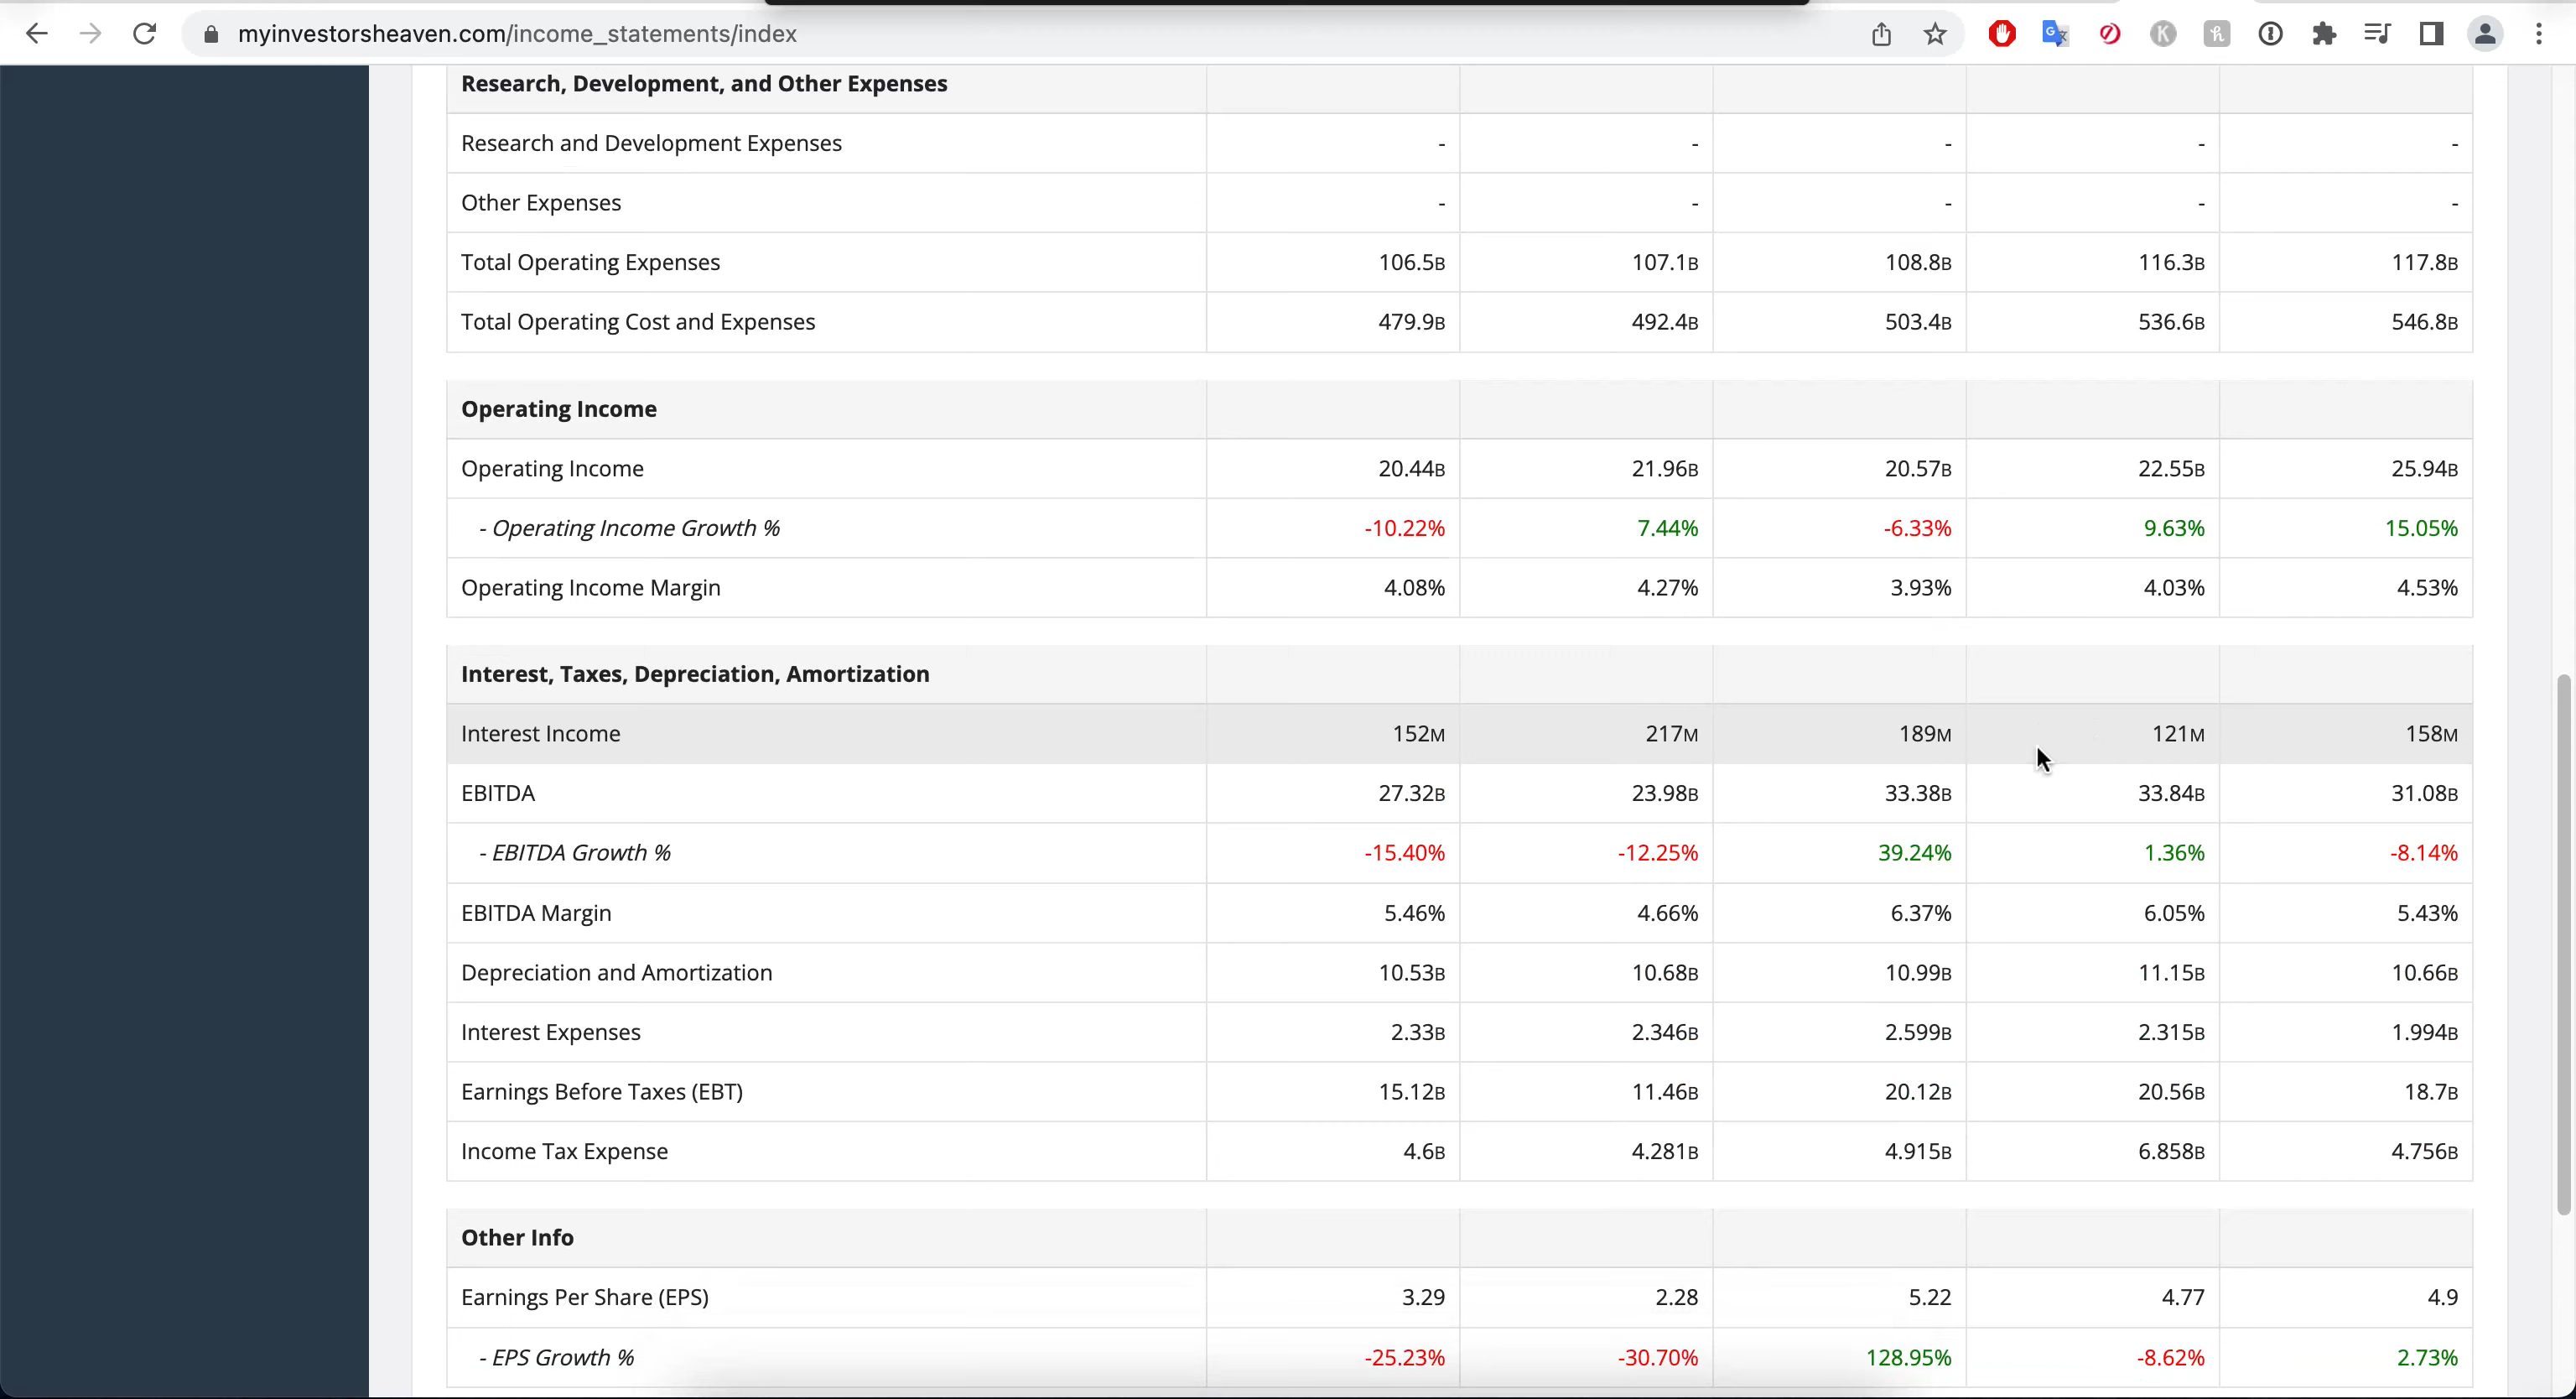 myinvestorsheaven.com/income_statements/index
Research, Development, and Other Expenses
Research and Development Expenses - - - - -
Other Expenses - - - - -
Total Operating Expenses 106.5B 107.1B 108.8B 116.3B 117.8B
Total Operating Cost and Expenses 479.9B 492.4B 503.4B 536.6B 546.8B
Operating Income
Operating Income 20.44B 21.96B 20.57B 22.55B 25.94B
- Operating Income Growth % -10.22% 7.44% -6.33% 9.63% 15.05%
Operating Income Margin 4.08% 4.27% 3.93% 4.03% 4.53%
Interest, Taxes, Depreciation, Amortization
Interest Income 152M 217M 189M 121M 158M
EBITDA 27.32B 23.98B 33.38B 33.84B 31.08B
- EBITDA Growth % -15.40% -12.25% 39.24% 1.36% -8.14%
EBITDA Margin 5.46% 4.66% 6.37% 6.05% 5.43%
Depreciation and Amortization 10.53B 10.68B 10.99B 11.15B 10.66B
Interest Expenses 2.33B 2.346B 2.599B 2.315B 1.994B
Earnings Before Taxes (EBT) 15.12B 11.46B 20.12B 20.56B 18.7B
Income Tax Expense 4.6B 4.281B 4.915B 6.858B 4.756B
Other Info
Earnings Per Share (EPS) 3.29 2.28 5.22 4.77 4.9
- EPS Growth % -25.23% -30.70% 128.95% -8.62% 2.73%